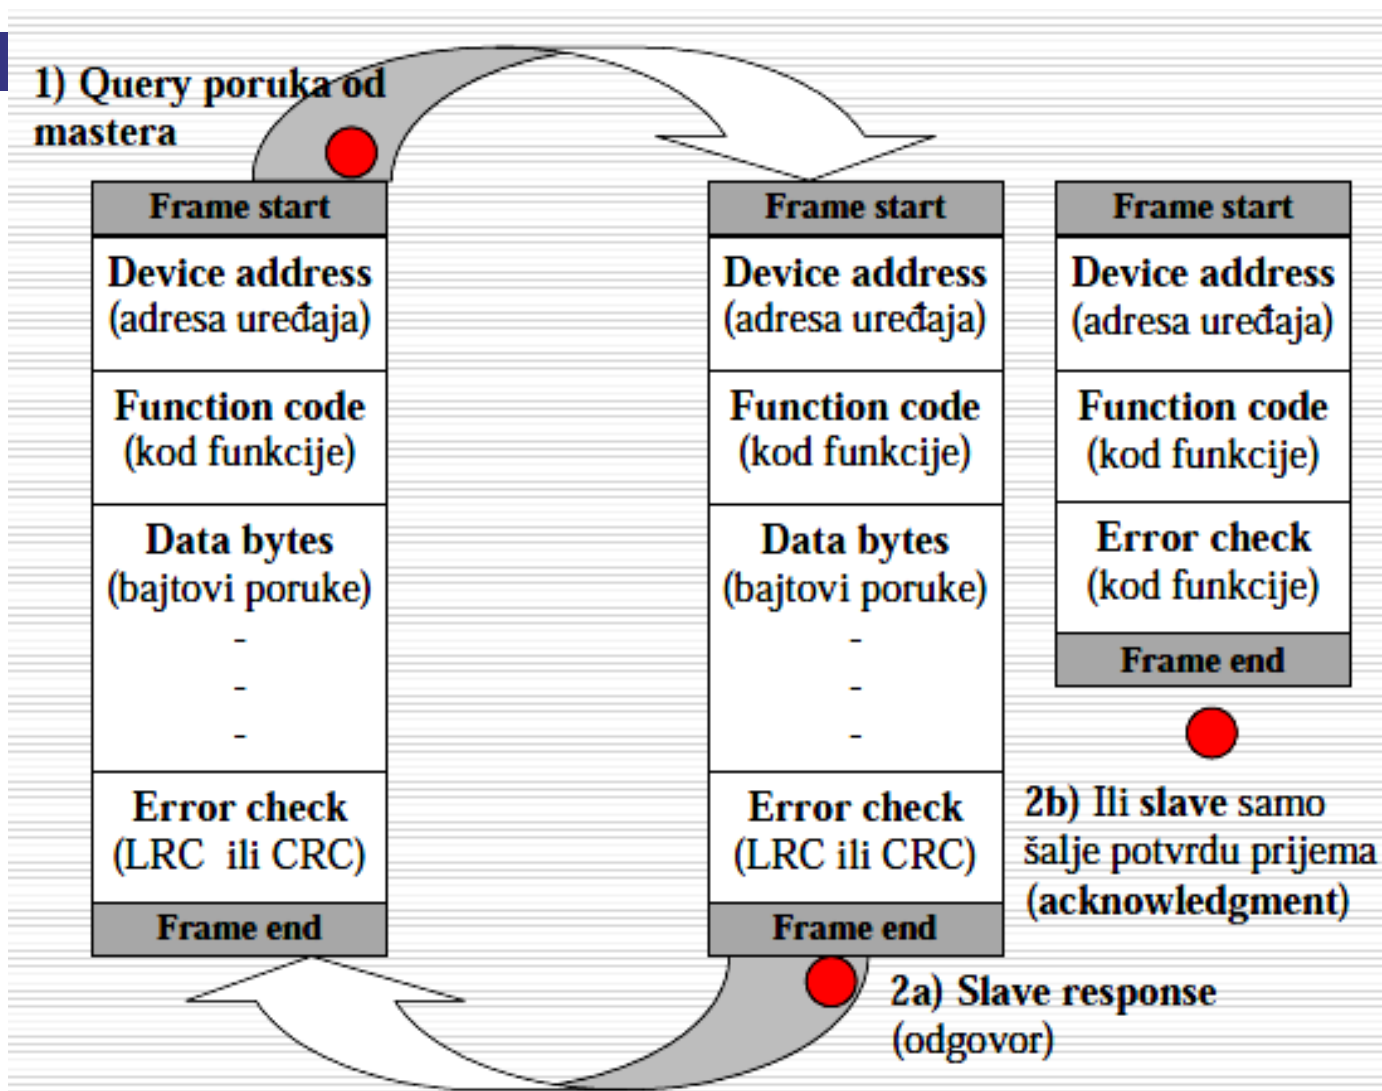 1) Query poruka od
mastera
Frame start
Device address
(adresa uređaja)
Function code
(kod funkcije)
Data bytes
(bajtovi poruke)
-
-
-
Error check
(LRC ili CRC)
Frame end
Frame start
Device address
(adresa uređaja)
Function code
(kod funkcije)
Data bytes
(bajtovi poruke)
-
-
-
Error check
(LRC ili CRC)
Frame end
2a) Slave response
(odgovor)
Frame start
Device address
(adresa uređaja)
Function code
(kod funkcije)
Error check
(kod funkcije)
Frame end
2b) Ili slave samo
šalje potvrdu prijema
(acknowledgment)